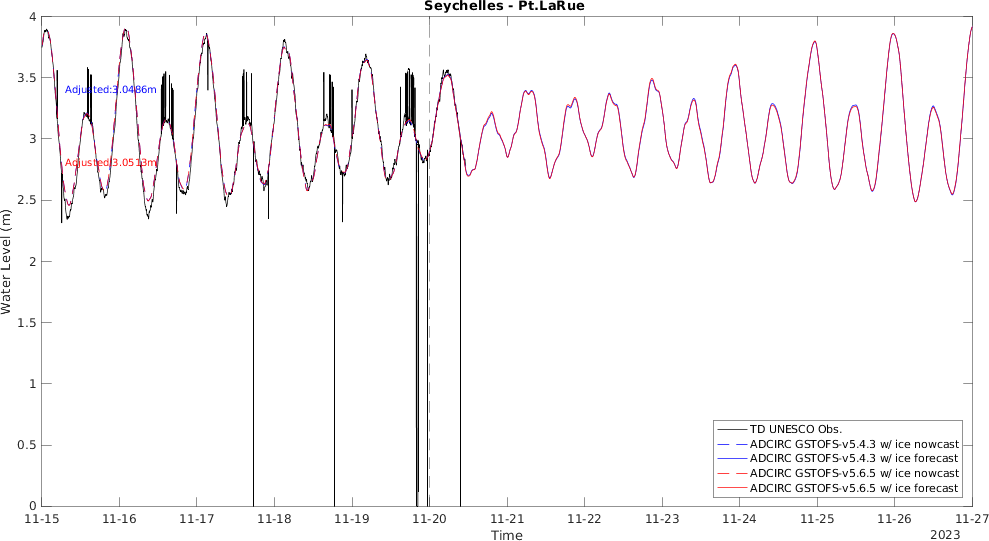 Seychelles - Pt.LaRue
4
3.5
3
2.5
2
1.5
1
0.5
0
Water Level (m)
Adjusted:3.0486m
Adjusted:3.0513m
TD UNESCO Obs.
ADCIRC GSTOFS-v5.4.3 w/ ice nowcast
ADCIRC GSTOFS-v5.4.3 w/ ice forecast
ADCIRC GSTOFS-v5.6.5 w/ ice nowcast
ADCIRC GSTOFS-v5.6.5 w/ ice forecast
11-15 11-16 11-17 11-18 11-19 11-20 11-21 11-22 11-23 11-24 11-25 11-26 11-27
Time
2023